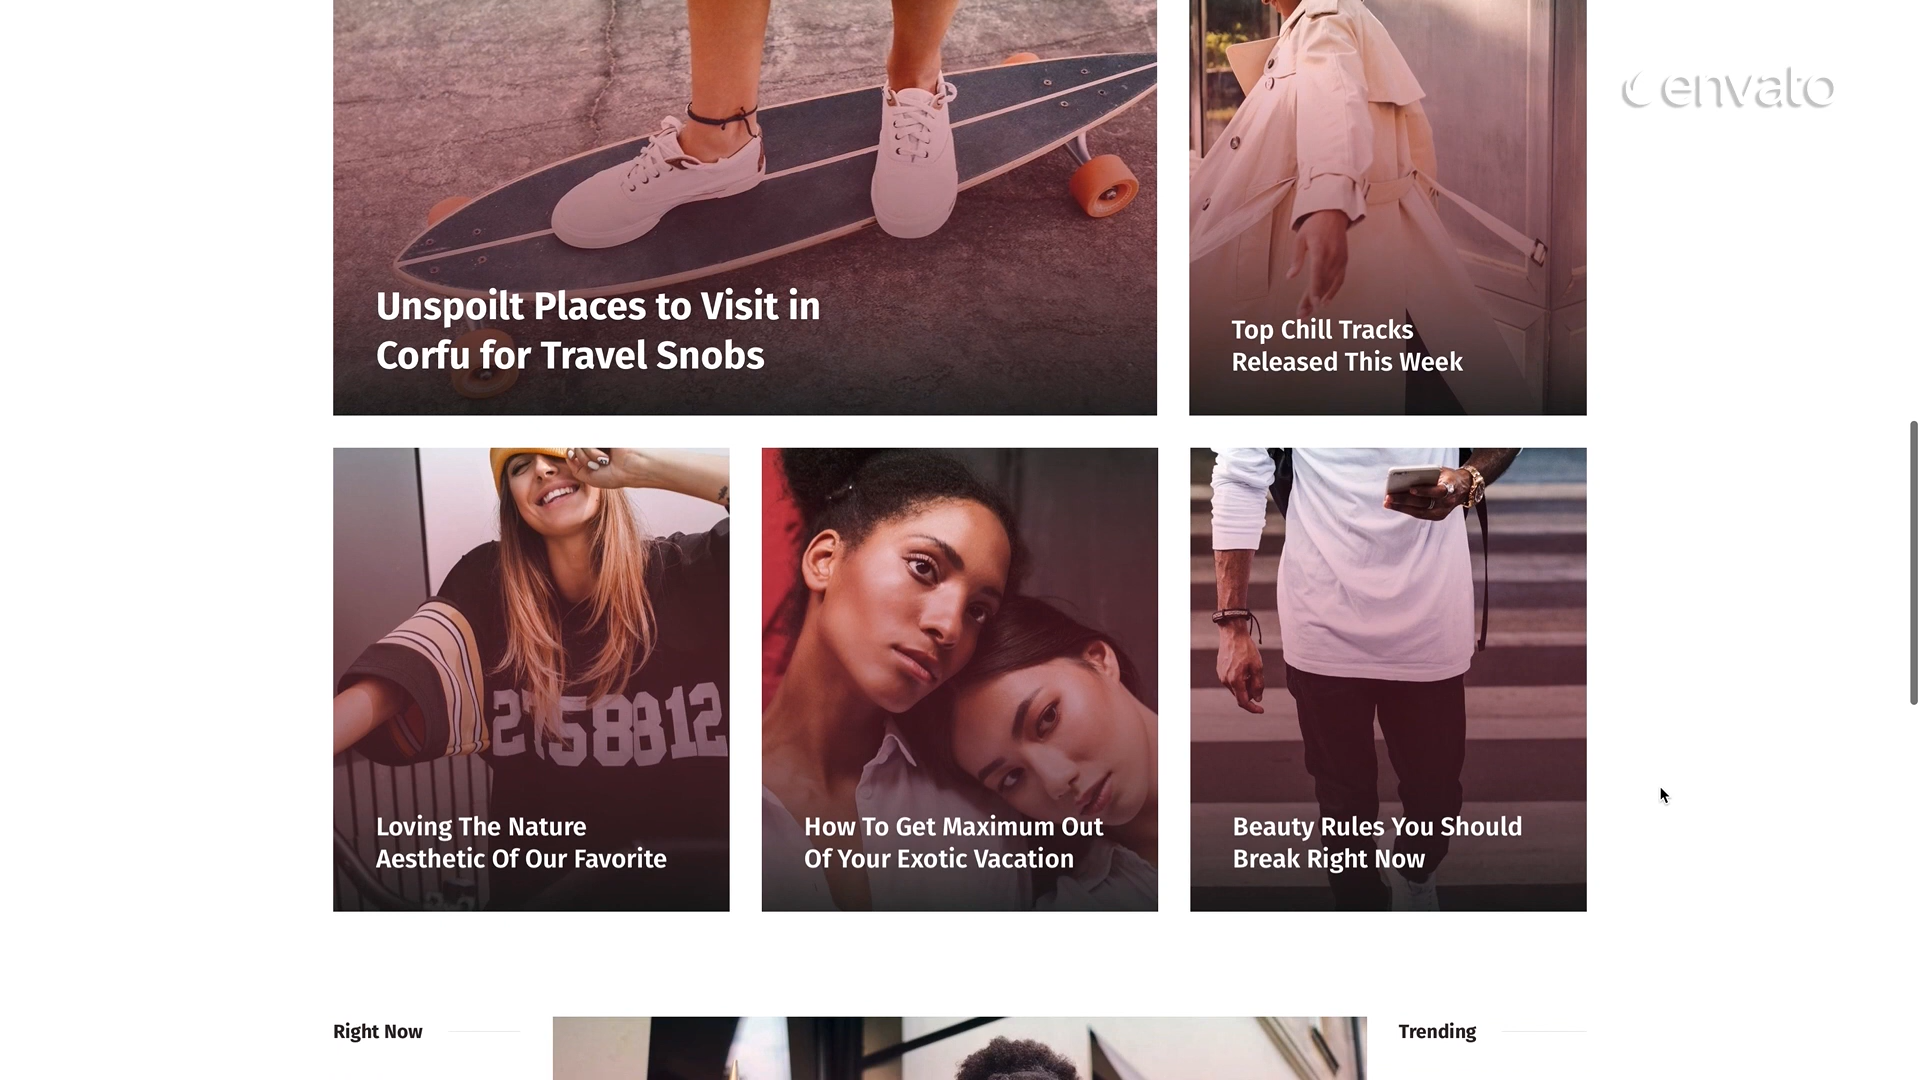 envato
Unspoilt Places to Visit in
Corfu for Travel Snobs
Top Chill Tracks
Released This Week
2758812
Loving The Nature
Aesthetic Of Our Favorite
How To Get Maximum Out
Of Your Exotic Vacation
Beauty Rules You Should
Break Right Now
Right Now
Trending